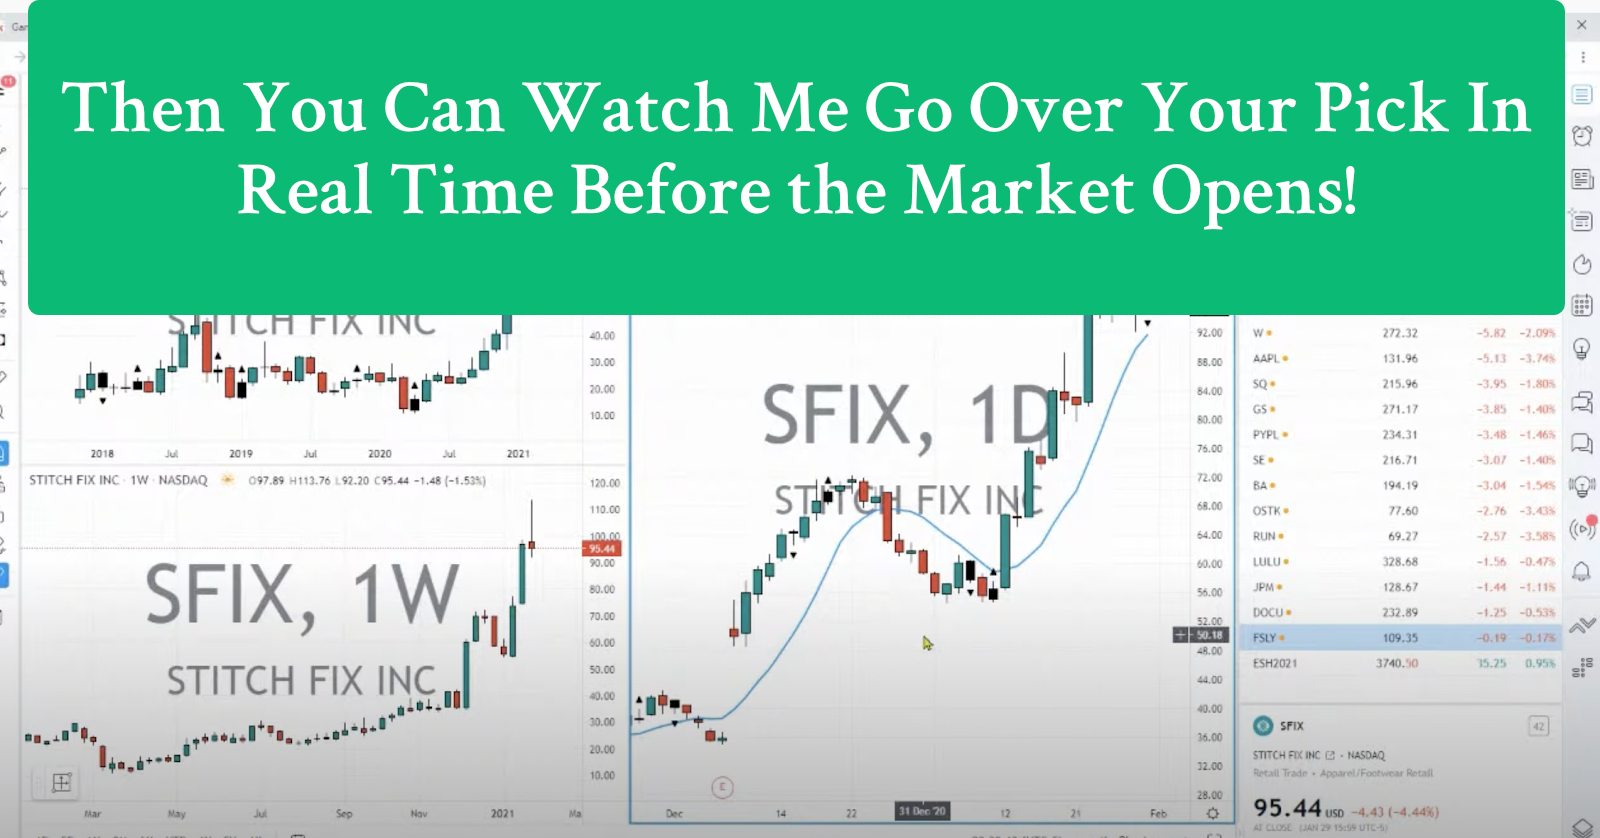 Then You Can Watch Me Go Over Your Pick In
Real Time Before the Market Opens!
11
STITCH FIX INC
40.00
30.00
20.00
10.00
2018 Jul 2019 Jul 2020 Jul 2021
STITCH FIX INC · 1W · NASDAQ O97.89 H113.76 L92.20 C95.44 −1.48 (−1.53%)
120.00
110.00
100.00
95.44
90.00
80.00
70.00
60.00
50.00
40.00
30.00
20.00
10.00
SFIX, 1W
STITCH FIX INC
Mar May Jul Sep Nov 2021 Ma
SFIX, 1D
STITCH FIX INC
92.00
88.00
84.00
80.00
76.00
72.00
68.00
64.00
60.00
56.00
52.00
50.18
48.00
44.00
40.00
36.00
32.00
28.00
E
Dec 14 22 31 Dec '20 12 21 Feb
W 272.32 −5.82 −2.09%
AAPL 131.96 −5.13 −3.74%
SQ 215.96 −3.95 −1.80%
GS 271.17 −3.85 −1.40%
PYPL 234.31 −3.48 −1.46%
SE 216.71 −3.07 −1.40%
BA 194.19 −3.04 −1.54%
OSTK 77.60 −2.76 −3.43%
RUN 69.27 −2.57 −3.58%
LULU 328.68 −1.56 −0.47%
JPM 128.67 −1.44 −1.11%
DOCU 232.89 −1.25 −0.53%
FSLY 109.35 −0.19 −0.17%
ESH2021 3740.50 35.25 0.95%
SFIX 42
STITCH FIX INC · NASDAQ
Retail Trade • Apparel/Footwear Retail
95.44 USD −4.43 (−4.44%)
AT CLOSE (JAN 29 15:59 UTC-5)